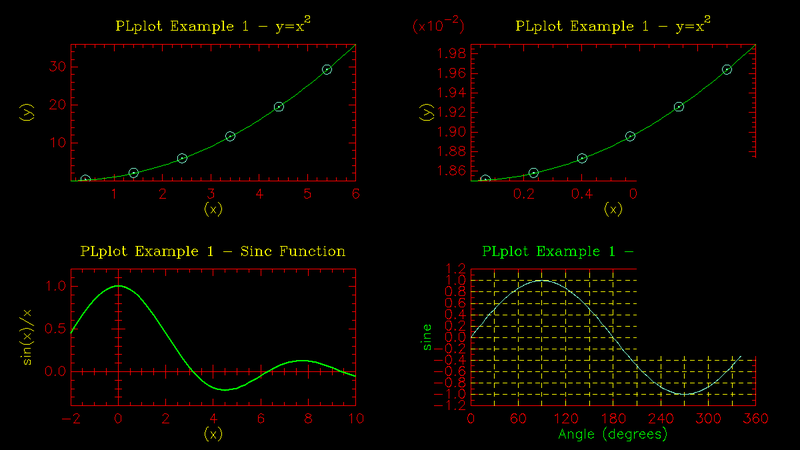 PLplot Example 1 − y=x²
30
20
10
(y)
1 2 3 4 5 6
(x)
(x10⁻²)
PLplot Example 1 − y=x²
1.98
1.96
1.94
1.92
1.90
1.88
1.86
(y)
0.2 0.4 0
(x)
PLplot Example 1 − Sinc Function
1.0
0.5
0.0
sin(x)/x
−2 0 2 4 6 8 10
(x)
PLplot Example 1 −
1.2
1.0
0.8
0.6
0.4
0.2
0.0
−0.2
−0.4
−0.6
−0.8
−1.0
−1.2
sine
0 60 120 180 240 300 360
Angle (degrees)